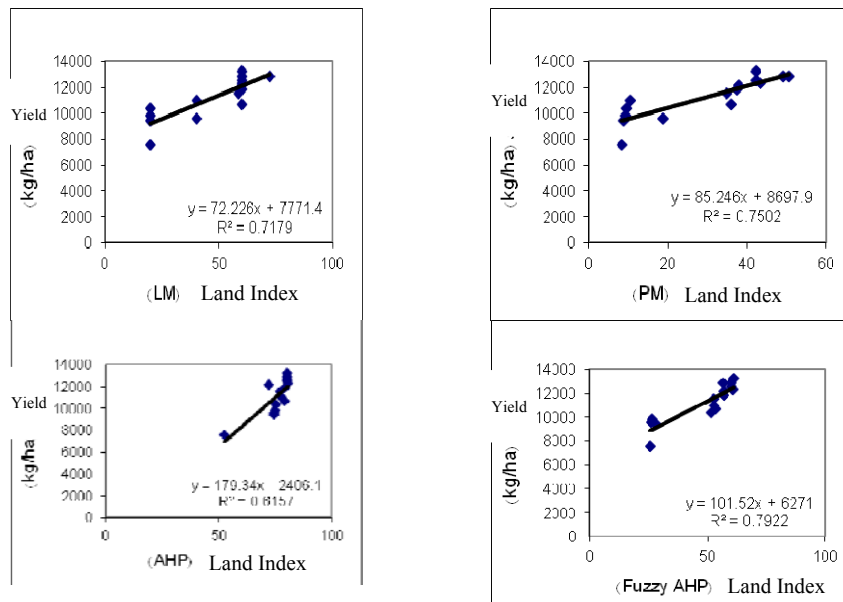 14000
12000
10000
8000
6000
4000
2000
0
Yield
(kg/ha)
y = 72.226x + 7771.4
R² = 0.7179
0 50 100
(LM) Land Index
14000
12000
10000
8000
6000
4000
2000
0
Yield
(kg/ha)
y = 85.246x + 8697.9
R² = 0.7502
0 20 40 60
(PM) Land Index
14000
12000
10000
8000
6000
4000
2000
0
Yield
(kg/ha
y = 179.34x - 2406.1
R² =
0 50 100
(AHP) Land Index
14000
12000
10000
8000
6000
4000
2000
0
Yield
(kg/ha)
y = 101.52x + 6271
R² = 0.7922
0 50 100
(Fuzzy AHP) Land Index